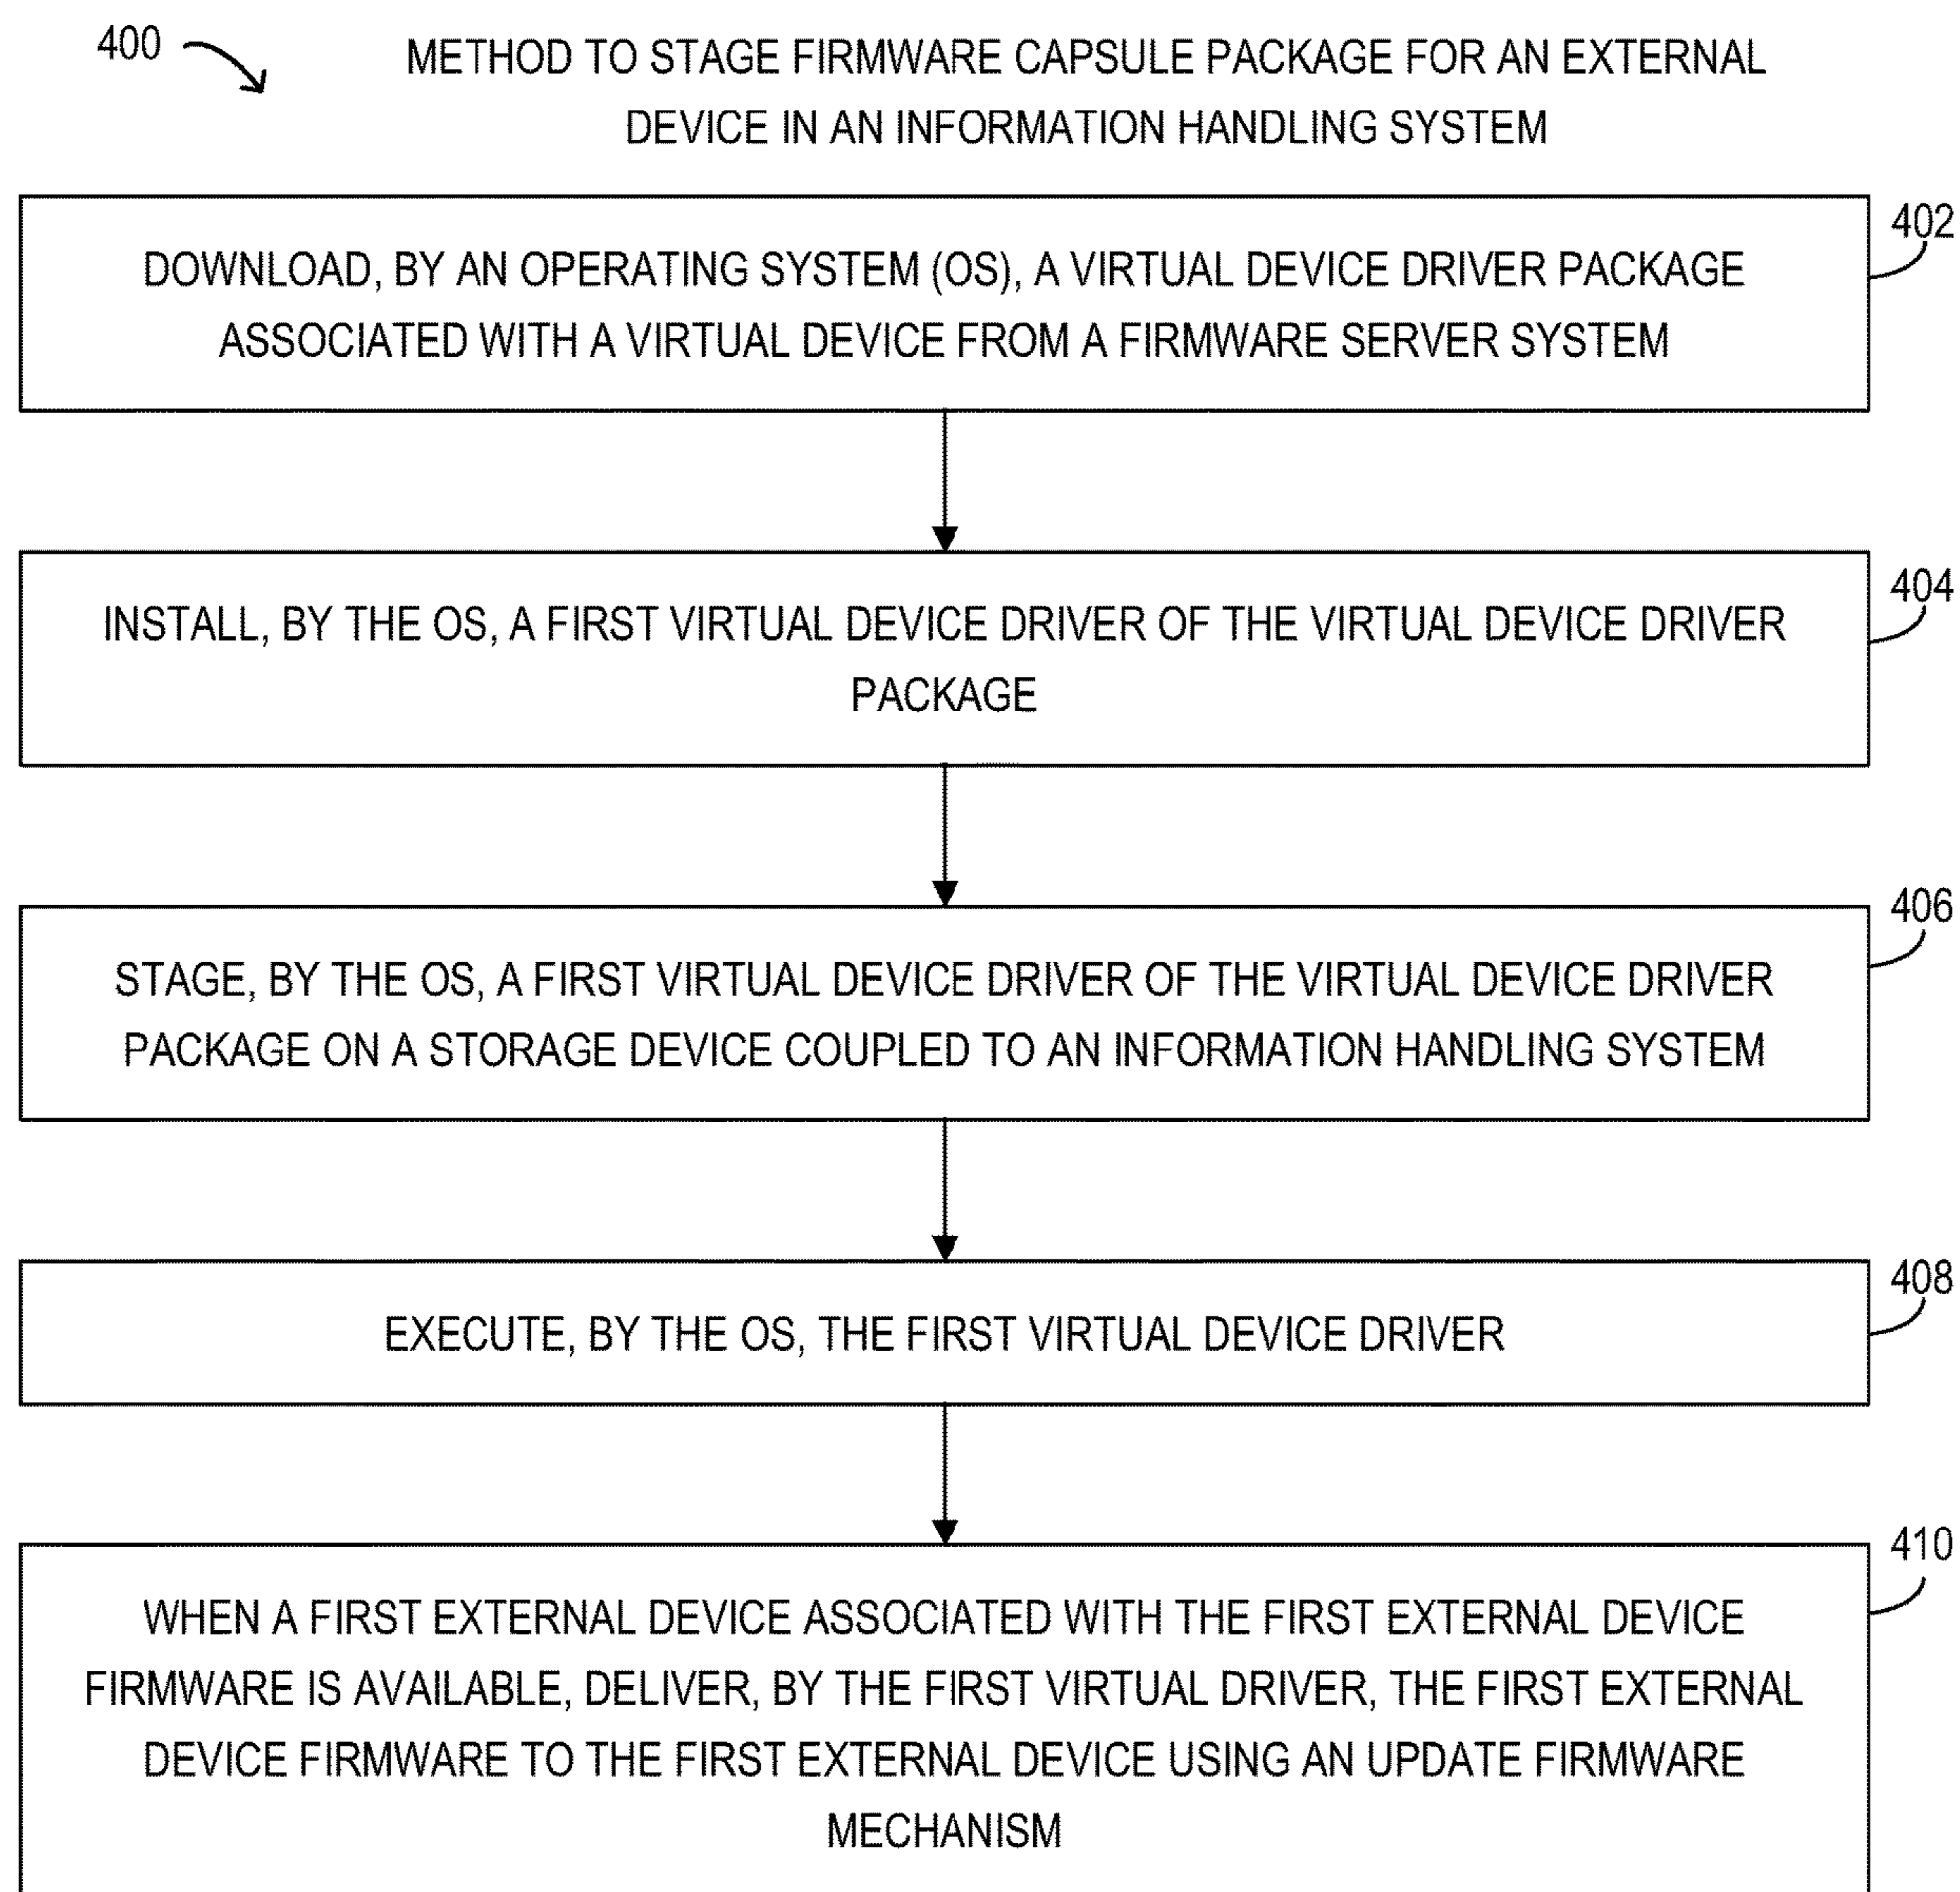 400
METHOD TO STAGE FIRMWARE CAPSULE PACKAGE FOR AN EXTERNAL
DEVICE IN AN INFORMATION HANDLING SYSTEM
402
DOWNLOAD, BY AN OPERATING SYSTEM (OS), A VIRTUAL DEVICE DRIVER PACKAGE
ASSOCIATED WITH A VIRTUAL DEVICE FROM A FIRMWARE SERVER SYSTEM
404
INSTALL, BY THE OS, A FIRST VIRTUAL DEVICE DRIVER OF THE VIRTUAL DEVICE DRIVER
PACKAGE
406
STAGE, BY THE OS, A FIRST VIRTUAL DEVICE DRIVER OF THE VIRTUAL DEVICE DRIVER
PACKAGE ON A STORAGE DEVICE COUPLED TO AN INFORMATION HANDLING SYSTEM
408
EXECUTE, BY THE OS, THE FIRST VIRTUAL DEVICE DRIVER
410
WHEN A FIRST EXTERNAL DEVICE ASSOCIATED WITH THE FIRST EXTERNAL DEVICE
FIRMWARE IS AVAILABLE, DELIVER, BY THE FIRST VIRTUAL DRIVER, THE FIRST EXTERNAL
DEVICE FIRMWARE TO THE FIRST EXTERNAL DEVICE USING AN UPDATE FIRMWARE
MECHANISM